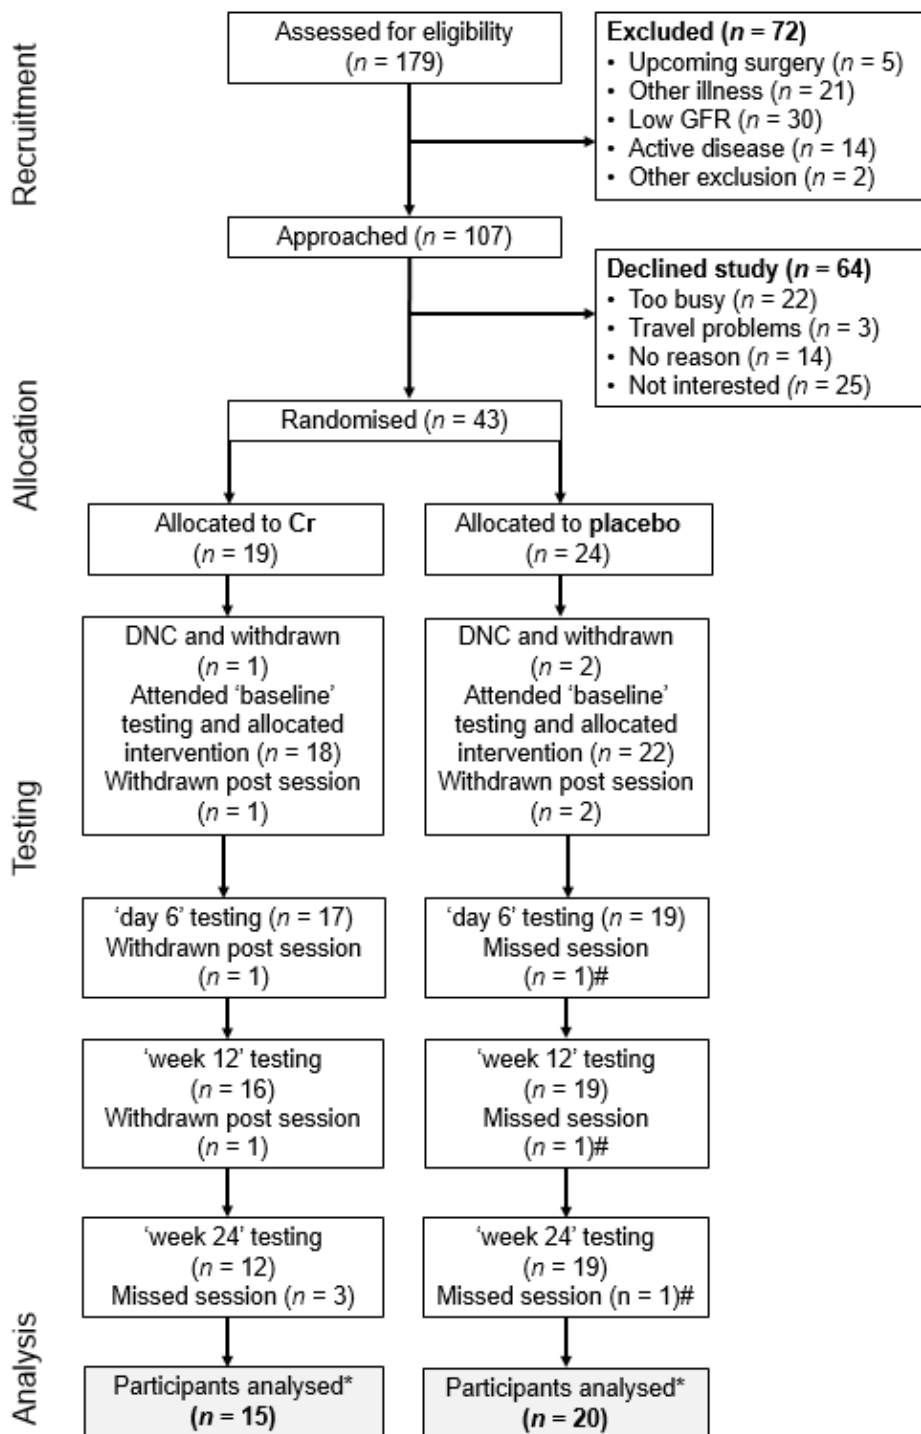 Recruitment
Assessed for eligibility
(n = 179)
Excluded (n = 72)
• Upcoming surgery (n = 5)
• Other illness (n = 21)
• Low GFR (n = 30)
• Active disease (n = 14)
• Other exclusion (n = 2)
Approached (n = 107)
Declined study (n = 64)
• Too busy (n = 22)
• Travel problems (n = 3)
• No reason (n = 14)
• Not interested (n = 25)
Allocation
Randomised (n = 43)
Allocated to Cr
(n = 19)
Allocated to placebo
(n = 24)
Testing
DNC and withdrawn
(n = 1)
Attended ‘baseline’
testing and allocated
intervention (n = 18)
Withdrawn post session
(n = 1)
DNC and withdrawn
(n = 2)
Attended ‘baseline’
testing and allocated
intervention (n = 22)
Withdrawn post session
(n = 2)
‘day 6’ testing (n = 17)
Withdrawn post session
(n = 1)
‘day 6’ testing (n = 19)
Missed session
(n = 1)#
‘week 12’ testing
(n = 16)
Withdrawn post session
(n = 1)
‘week 12’ testing
(n = 19)
Missed session
(n = 1)#
‘week 24’ testing
(n = 12)
Missed session (n = 3)
‘week 24’ testing
(n = 19)
Missed session (n = 1)#
Analysis
Participants analysed*
(n = 15)
Participants analysed*
(n = 20)